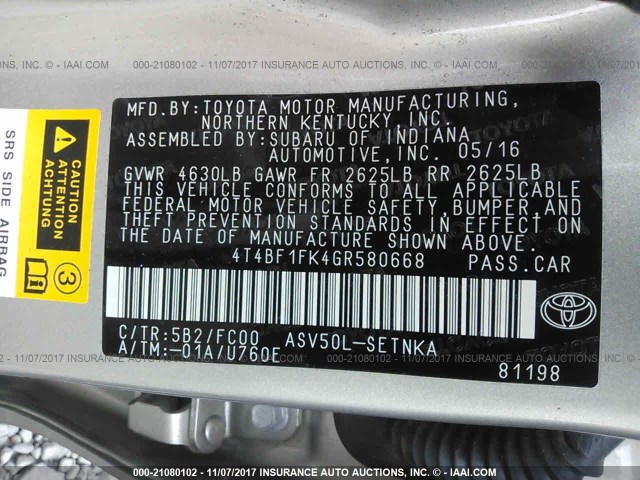 000-21080102 - 11/07/2017 INSURANCE AUTO AUCTIONS, INC. © - IAAI.COM
MFD.BY:TOYOTA MOTOR MANUFACTURING,
NORTHERN KENTUCKY,INC.
ASSEMBLED BY:SUBARU OF INDIANA
AUTOMOTIVE,INC. 05/16
GVWR 4630LB GAWR FR 2625LB RR 2625LB
THIS VEHICLE CONFORMS TO ALL APPLICABLE
FEDERAL MOTOR VEHICLE SAFETY,BUMPER,AND
THEFT PREVENTION STANDARDS IN EFFECT ON
THE DATE OF MANUFACTURE SHOWN ABOVE.
4T4BF1FK4GR580668 PASS.CAR
C/TR:5B2/FC00 ASV50L-SETNKA
A/TM:-01A/U760E
81198
TOYOTA
SRS SIDE AIRBAG
3
000-21080102 - 11/07/2017 INSURANCE AUTO AUCTIONS, INC. © - IAAI.COM